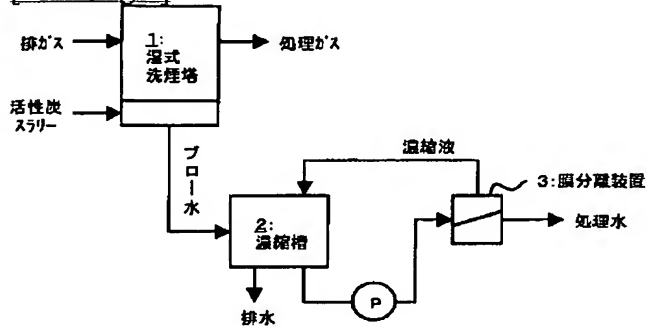 排ガス
1:
湿式
洗煙塔
処理ガス
活性炭
スラリー
ブロー水
濃縮液
3:膜分離装置
2:
濃縮槽
処理水
P
排水